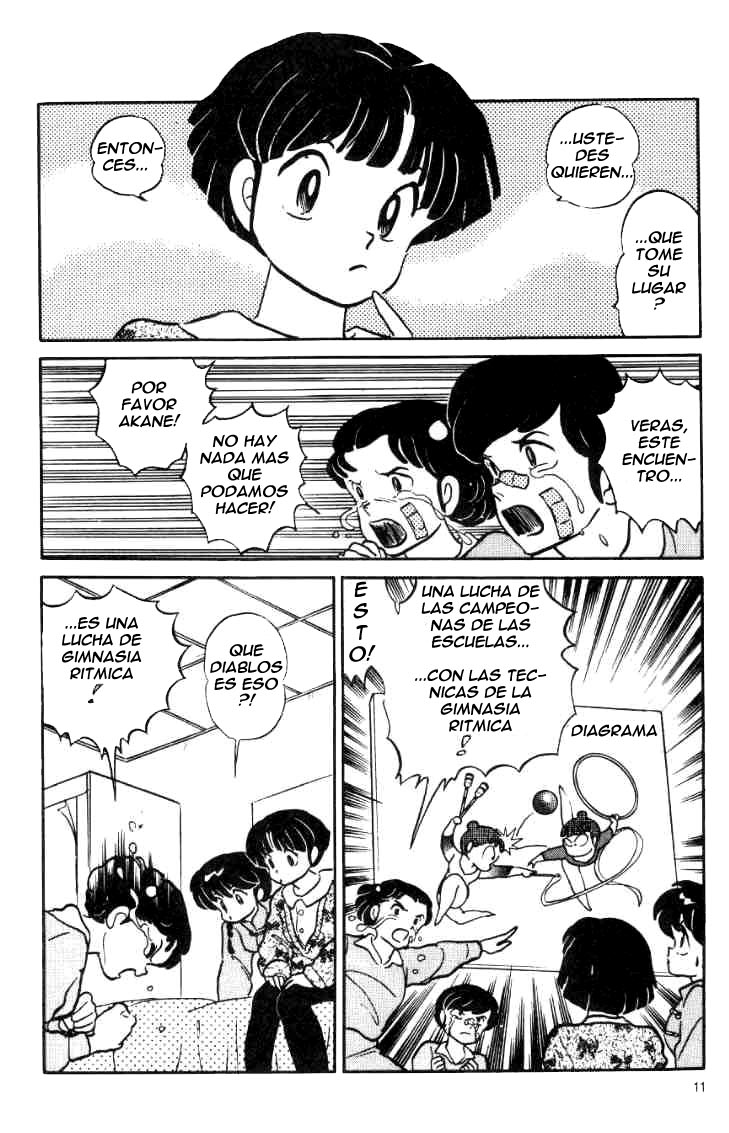 ENTON-
CES...
...USTE-
DES
QUIEREN...
...QUE
TOME
SU
LUGAR
?
POR
FAVOR
AKANE!
NO HAY
NADA MAS
QUE
PODAMOS
HACER!
VERAS,
ESTE
ENCUEN-
TRO...
...ES UNA
LUCHA DE
GIMNASIA
RITMICA
!
QUE
DIABLOS
ES ESO
?!
E
S
T
O!
UNA LUCHA DE
LAS CAMPEO-
NAS DE LAS
ESCUELAS...
...CON LAS TEC-
NICAS DE LA
GIMNASIA
RITMICA
!
DIAGRAMA
11